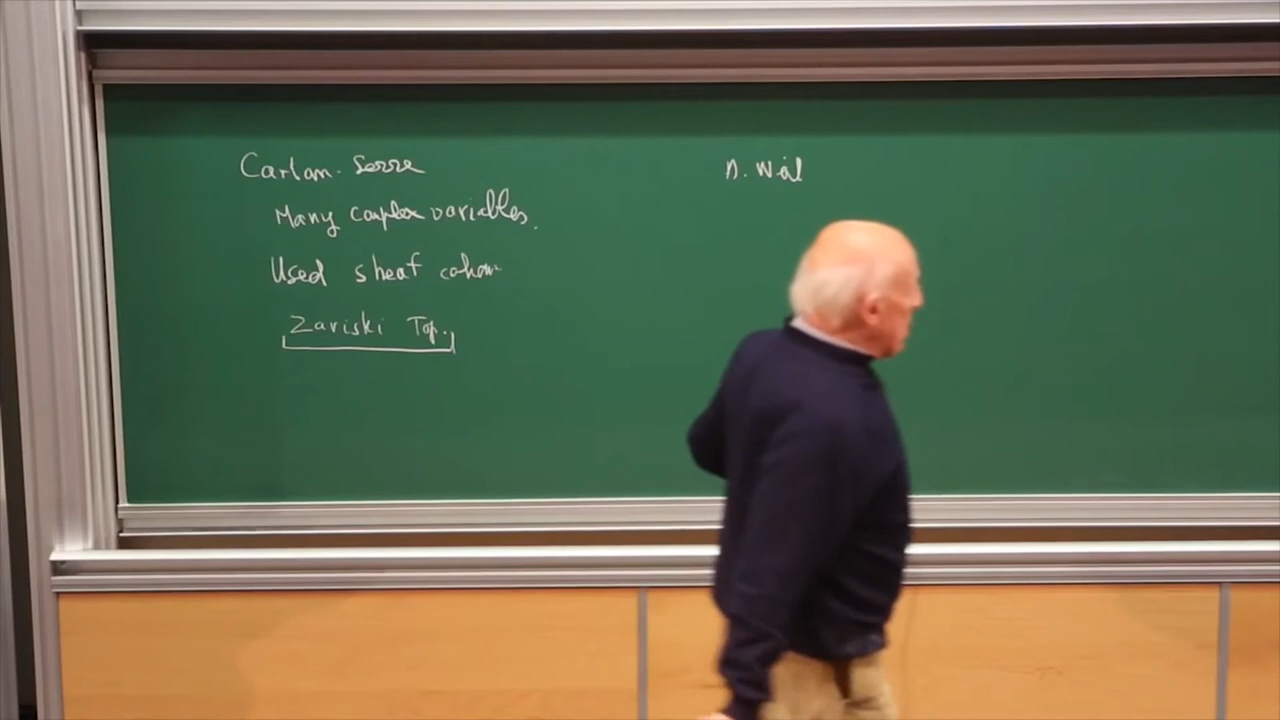 Cartan. Serre
Many complex variables.
Used sheaf cohom
Zariski Top.
A. Weil